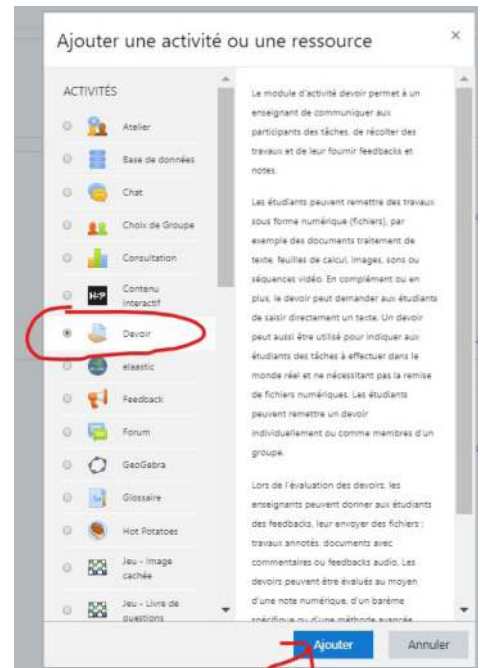 Ajouter une activité ou une ressource
×
ACTIVITÉS
Atelier
Base de données
Chat
Choix de Groupe
Consultation
H-P
Contenu
interactif
Devoir
elaastic
Feedback
Forum
GeoGebra
Glossaire
Hot Potatoes
Jeu - Image
cachée
Jeu - Livre de
questions
Le module d'activité devoir permet à un
enseignant de communiquer aux
participants des tâches, de récolter des
travaux et de leur fournir feedbacks et
notes.
Les étudiants peuvent remettre des travaux
sous forme numérique (fichiers), par
exemple des documents traitement de
texte, feuilles de calcul, images, sons ou
séquences vidéo. En complément ou en
plus, le devoir peut demander aux étudiants
de saisir directement un texte. Un devoir
peut aussi être utilisé pour indiquer aux
étudiants des tâches à effectuer dans le
monde réel et ne nécessitant pas la remise
de fichiers numériques. Les étudiants
peuvent remettre un devoir
individuellement ou comme membres d'un
groupe.
Lors de l'évaluation des devoirs, les
enseignants peuvent donner aux étudiants
des feedbacks, leur envoyer des fichiers :
travaux annotés, documents avec
commentaires ou feedbacks audio. Les
devoirs peuvent être évalués au moyen
d'une note numérique, d'un barème
spécifique ou d'une méthode avancée
Ajouter
Annuler